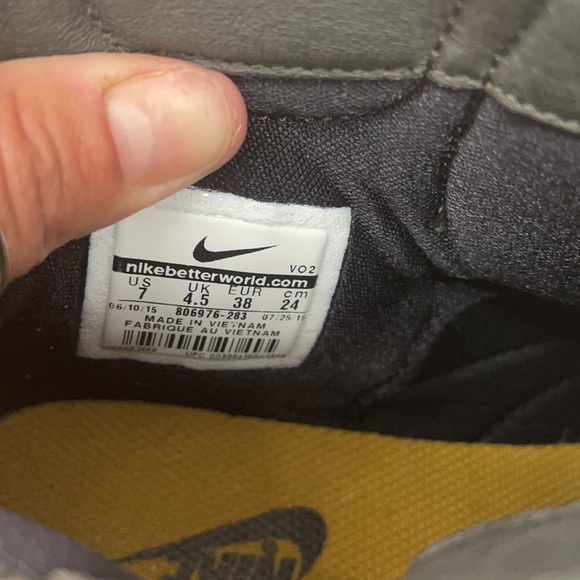 VO2
nikebetterworld.com
US UK EUR cm
7 4.5 38 24
06/10/15 806976-283 07/25/15
MADE IN VIETNAM
FABRIQUE AU VIETNAM
UPC